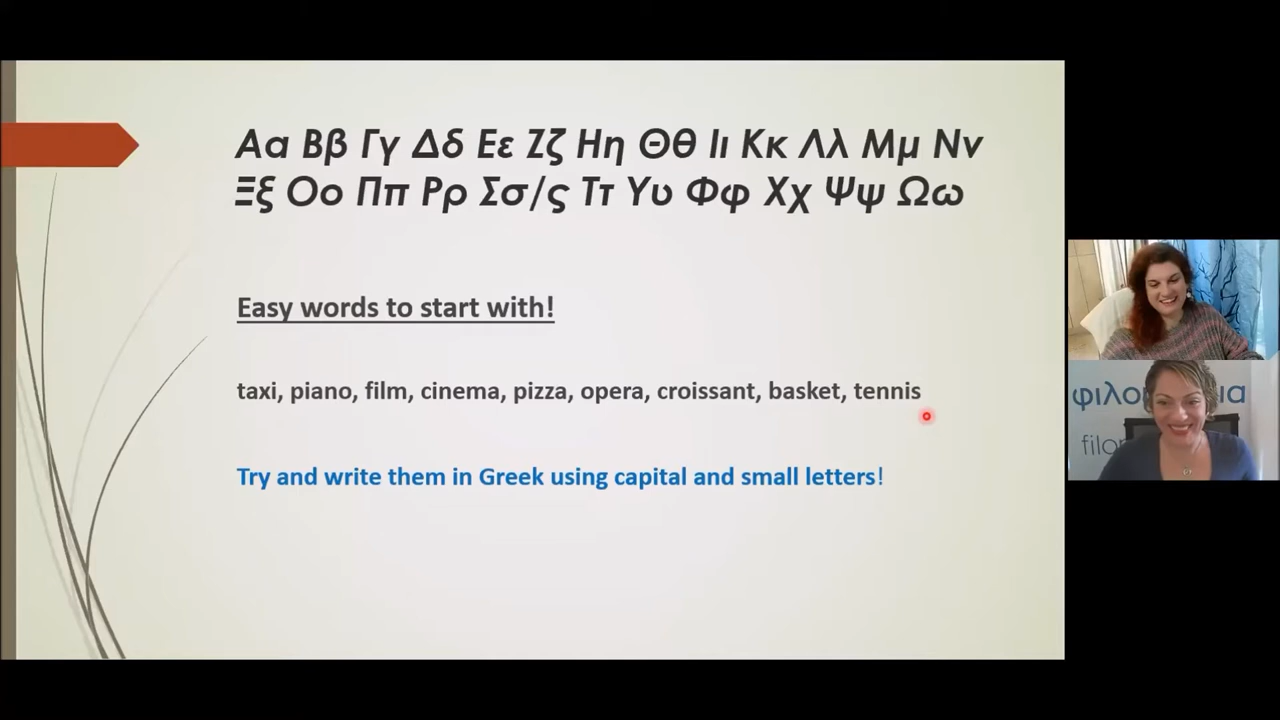 Αα Ββ Γγ Δδ Εε Ζζ Ηη Θθ Ιι Κκ Λλ Μμ Νν
Ξξ Οο Ππ Ρρ Σσ/ς Ττ Υυ Φφ Χχ Ψψ Ωω
Easy words to start with!
taxi, piano, film, cinema, pizza, opera, croissant, basket, tennis
Try and write them in Greek using capital and small letters!